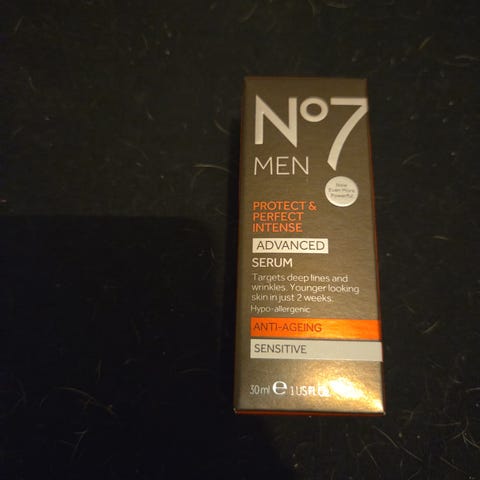 No7
MEN
Now
Even More
Powerful
PROTECT &
PERFECT
INTENSE
ADVANCED
SERUM
Targets deep lines and
wrinkles. Younger looking
skin in just 2 weeks.
Hypo-allergenic
ANTI-AGEING
SENSITIVE
30ml e 1 US FL